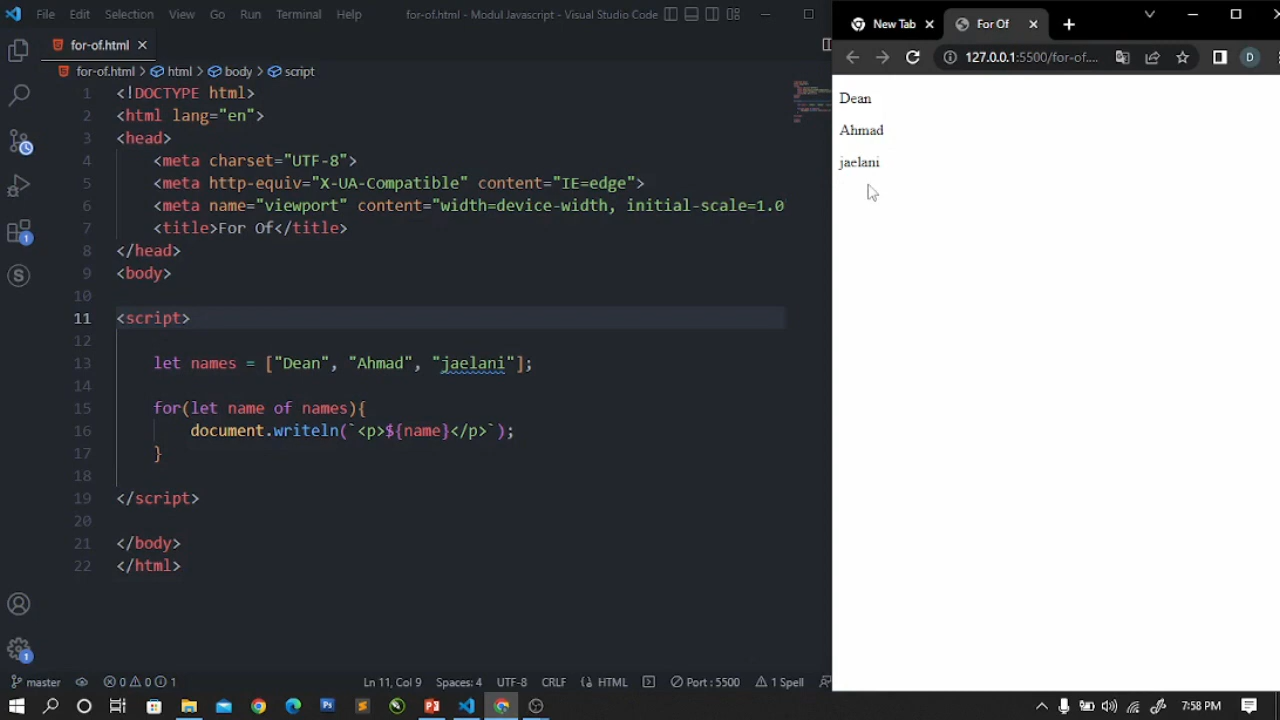 File Edit Selection View Go Run Terminal Help for-of.html - Modul Javascript - Visual Studio Code
for-of.html
for-of.html > html > body > script
1 <!DOCTYPE html>
2 <html lang="en">
3 <head>
4 <meta charset="UTF-8">
5 <meta http-equiv="X-UA-Compatible" content="IE=edge">
6 <meta name="viewport" content="width=device-width, initial-scale=1.0
7 <title>For Of</title>
8 </head>
9 <body>
10
11 <script>
12
13 let names = ["Dean", "Ahmad", "jaelani"];
14
15 for(let name of names){
16 document.writeln(`<p>${name}</p>`);
17 }
18
19 </script>
20
21 </body>
22 </html>
master 0 0 1 Ln 11, Col 9 Spaces: 4 UTF-8 CRLF HTML Port : 5500 1 Spell
New Tab For Of
127.0.0.1:5500/for-of.... D
Dean
Ahmad
jaelani
7:58 PM